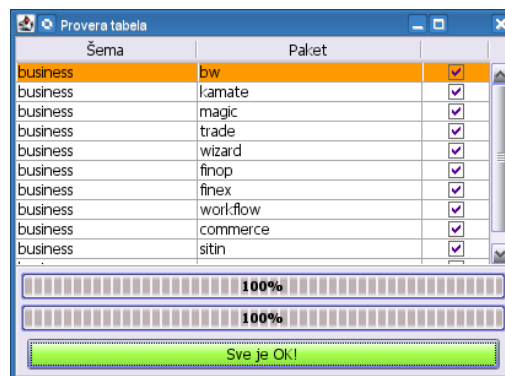 Provera tabela
Šema Paket
business bw
business kamate
business magic
business trade
business wizard
business finop
business finex
business workflow
business commerce
business sitin
100%
100%
Sve je OK!